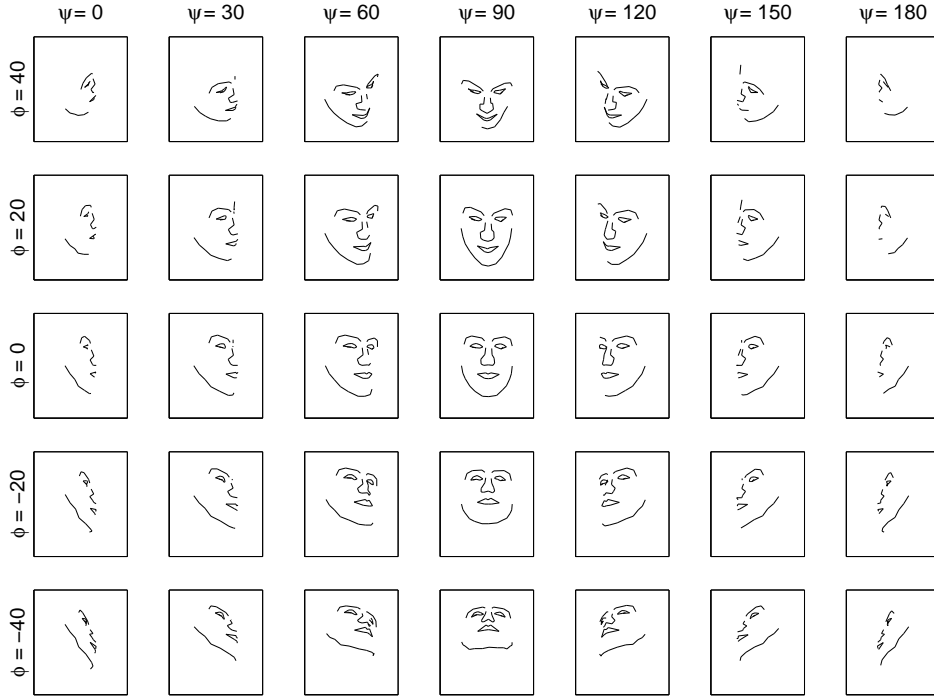 ψ = 0 ψ = 30 ψ = 60 ψ = 90 ψ = 120 ψ = 150 ψ = 180
ϕ = 40
ϕ = 20
ϕ = 0
ϕ = −20
ϕ = −40